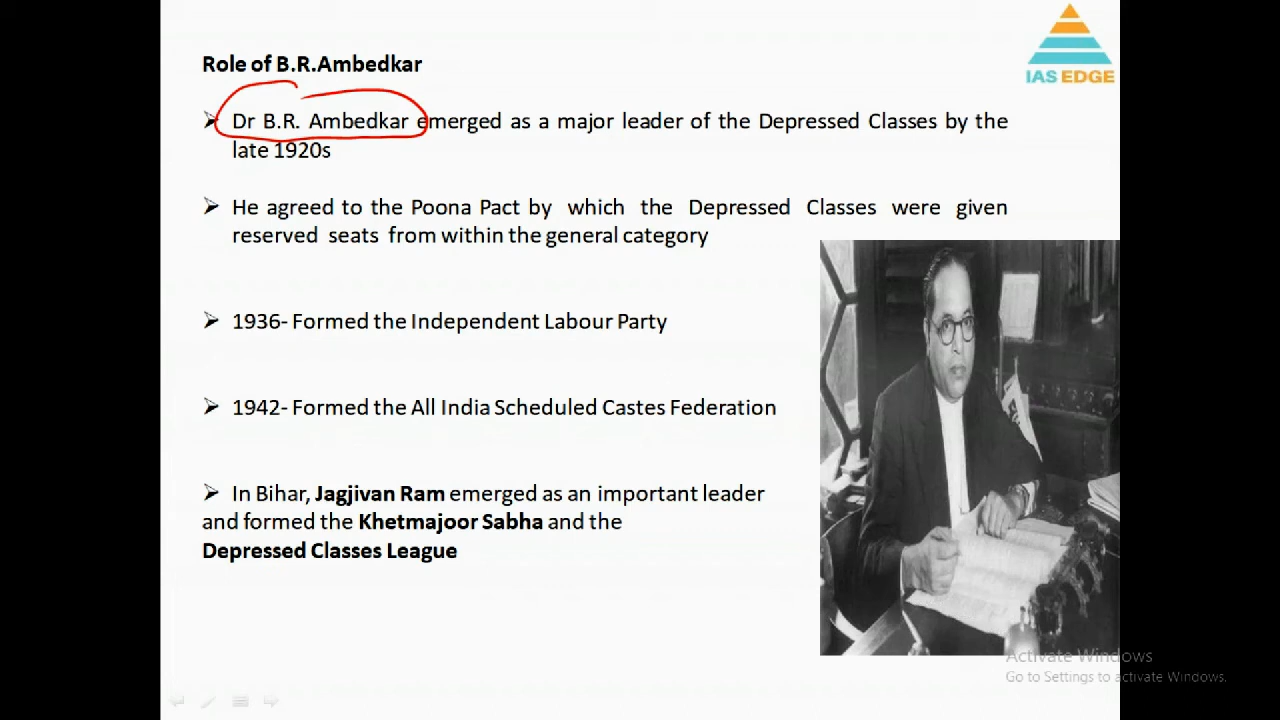 IAS EDGE
Role of B.R.Ambedkar
➢ Dr B.R. Ambedkar emerged as a major leader of the Depressed Classes by the
late 1920s
➢ He agreed to the Poona Pact by which the Depressed Classes were given
reserved seats from within the general category
➢ 1936- Formed the Independent Labour Party
➢ 1942- Formed the All India Scheduled Castes Federation
➢ In Bihar, Jagjivan Ram emerged as an important leader
and formed the Khetmajoor Sabha and the
Depressed Classes League
Activate Windows
Go to Settings to activate Windows.